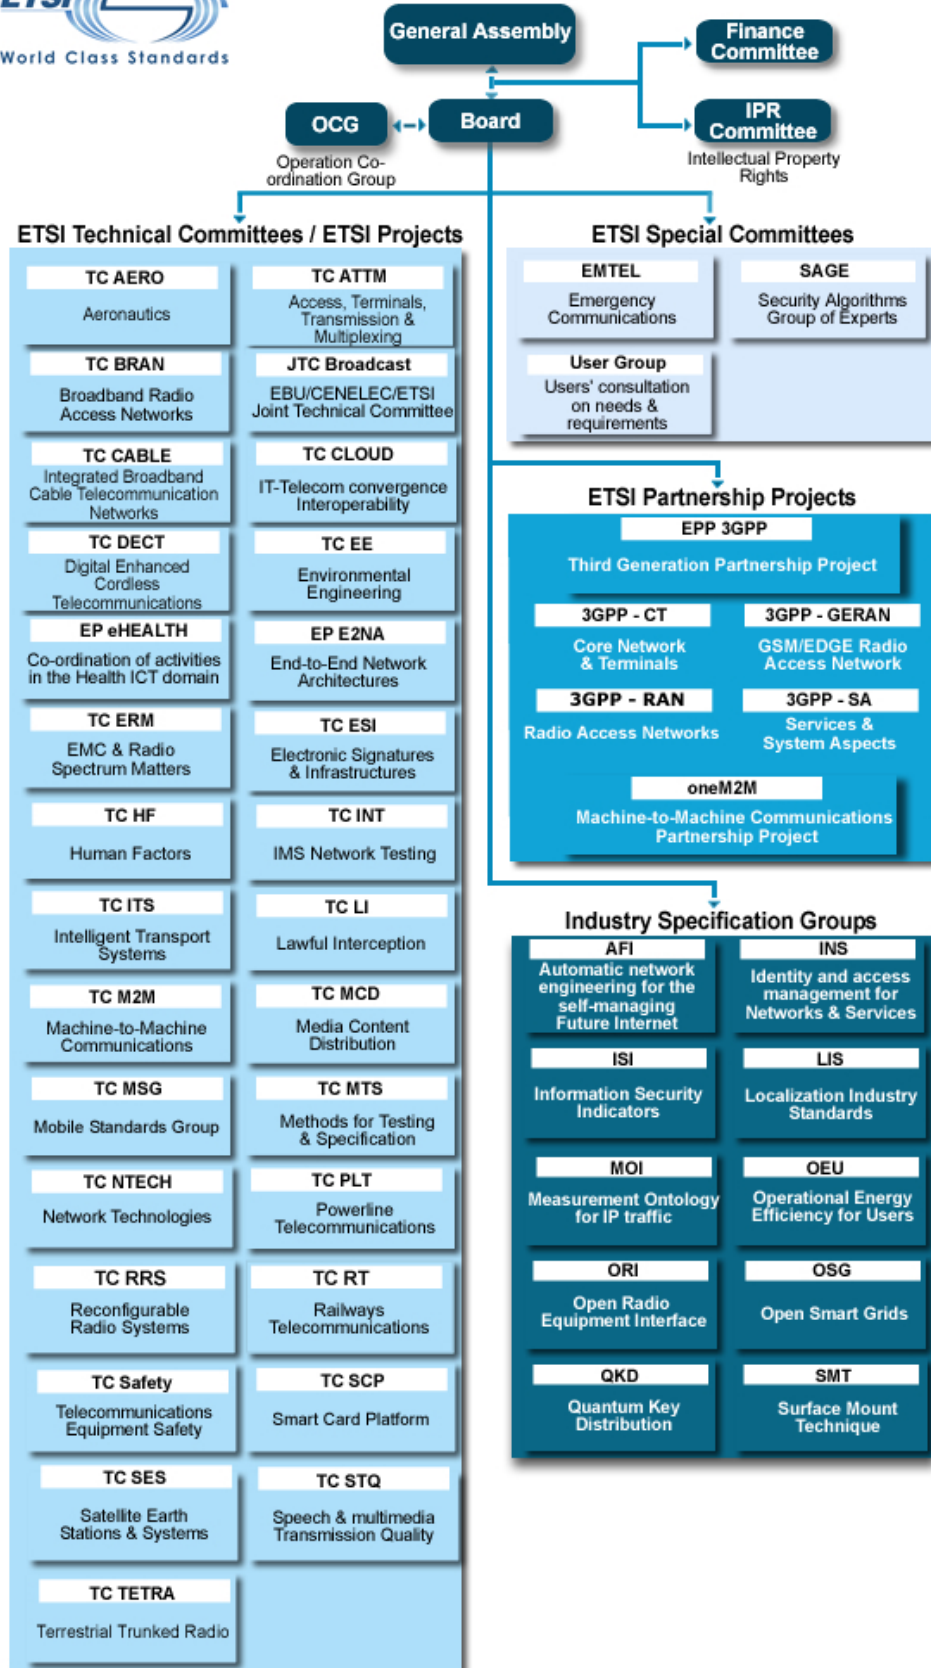 ETSI
World Class Standards
General Assembly
Finance
Committee
OCG
Board
IPR
Committee
Operation Co-
ordination Group
Intellectual Property
Rights
ETSI Technical Committees / ETSI Projects
TC AERO
Aeronautics
TC ATTM
Access, Terminals,
Transmission &
Multiplexing
TC BRAN
Broadband Radio
Access Networks
JTC Broadcast
EBU/CENELEC/ETSI
Joint Technical Committee
TC CABLE
Integrated Broadband
Cable Telecommunication
Networks
TC CLOUD
IT-Telecom convergence
Interoperability
TC DECT
Digital Enhanced
Cordless
Telecommunications
TC EE
Environmental
Engineering
EP eHEALTH
Co-ordination of activities
in the Health ICT domain
EP E2NA
End-to-End Network
Architectures
TC ERM
EMC & Radio
Spectrum Matters
TC ESI
Electronic Signatures
& Infrastructures
TC HF
Human Factors
TC INT
IMS Network Testing
TC ITS
Intelligent Transport
Systems
TC LI
Lawful Interception
TC M2M
Machine-to-Machine
Communications
TC MCD
Media Content
Distribution
TC MSG
Mobile Standards Group
TC MTS
Methods for Testing
& Specification
TC NTECH
Network Technologies
TC PLT
Powerline
Telecommunications
TC RRS
Reconfigurable
Radio Systems
TC RT
Railways
Telecommunications
TC Safety
Telecommunications
Equipment Safety
TC SCP
Smart Card Platform
TC SES
Satellite Earth
Stations & Systems
TC STQ
Speech & multimedia
Transmission Quality
TC TETRA
Terrestrial Trunked Radio
ETSI Special Committees
EMTEL
Emergency
Communications
SAGE
Security Algorithms
Group of Experts
User Group
Users' consultation
on needs &
requirements
ETSI Partnership Projects
EPP 3GPP
Third Generation Partnership Project
3GPP - CT
Core Network
& Terminals
3GPP - GERAN
GSM/EDGE Radio
Access Network
3GPP - RAN
Radio Access Networks
3GPP - SA
Services &
System Aspects
oneM2M
Machine-to-Machine Communications
Partnership Project
Industry Specification Groups
AFI
Automatic network
engineering for the
self-managing
Future Internet
INS
Identity and access
management for
Networks & Services
ISI
Information Security
Indicators
LIS
Localization Industry
Standards
MOI
Measurement Ontology
for IP traffic
OEU
Operational Energy
Efficiency for Users
ORI
Open Radio
Equipment Interface
OSG
Open Smart Grids
QKD
Quantum Key
Distribution
SMT
Surface Mount
Technique